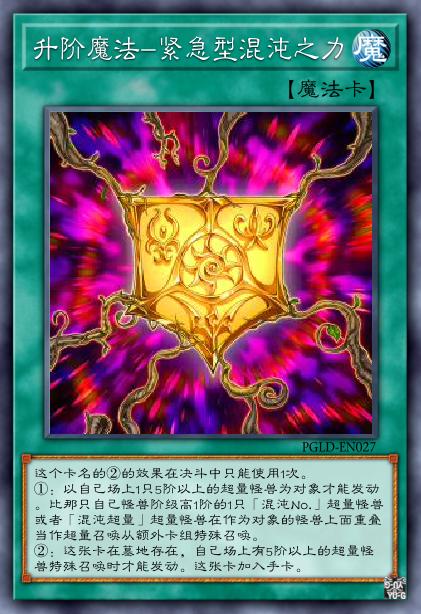 升阶魔法-紧急型混沌之力
魔
【魔法卡】
PGLD-EN027
这个卡名的②的效果在决斗中只能使用1次。
①：以自己场上1只5阶以上的超量怪兽为对象才能发动
。比那只自己怪兽阶级高1阶的1只「混沌No.」超量怪兽
或者「混沌超量」超量怪兽在作为对象的怪兽上面重叠
当作超量召唤从额外卡组特殊召唤。
②：这张卡在墓地存在，自己场上有5阶以上的超量怪
兽特殊召唤时才能发动。这张卡加入手卡。